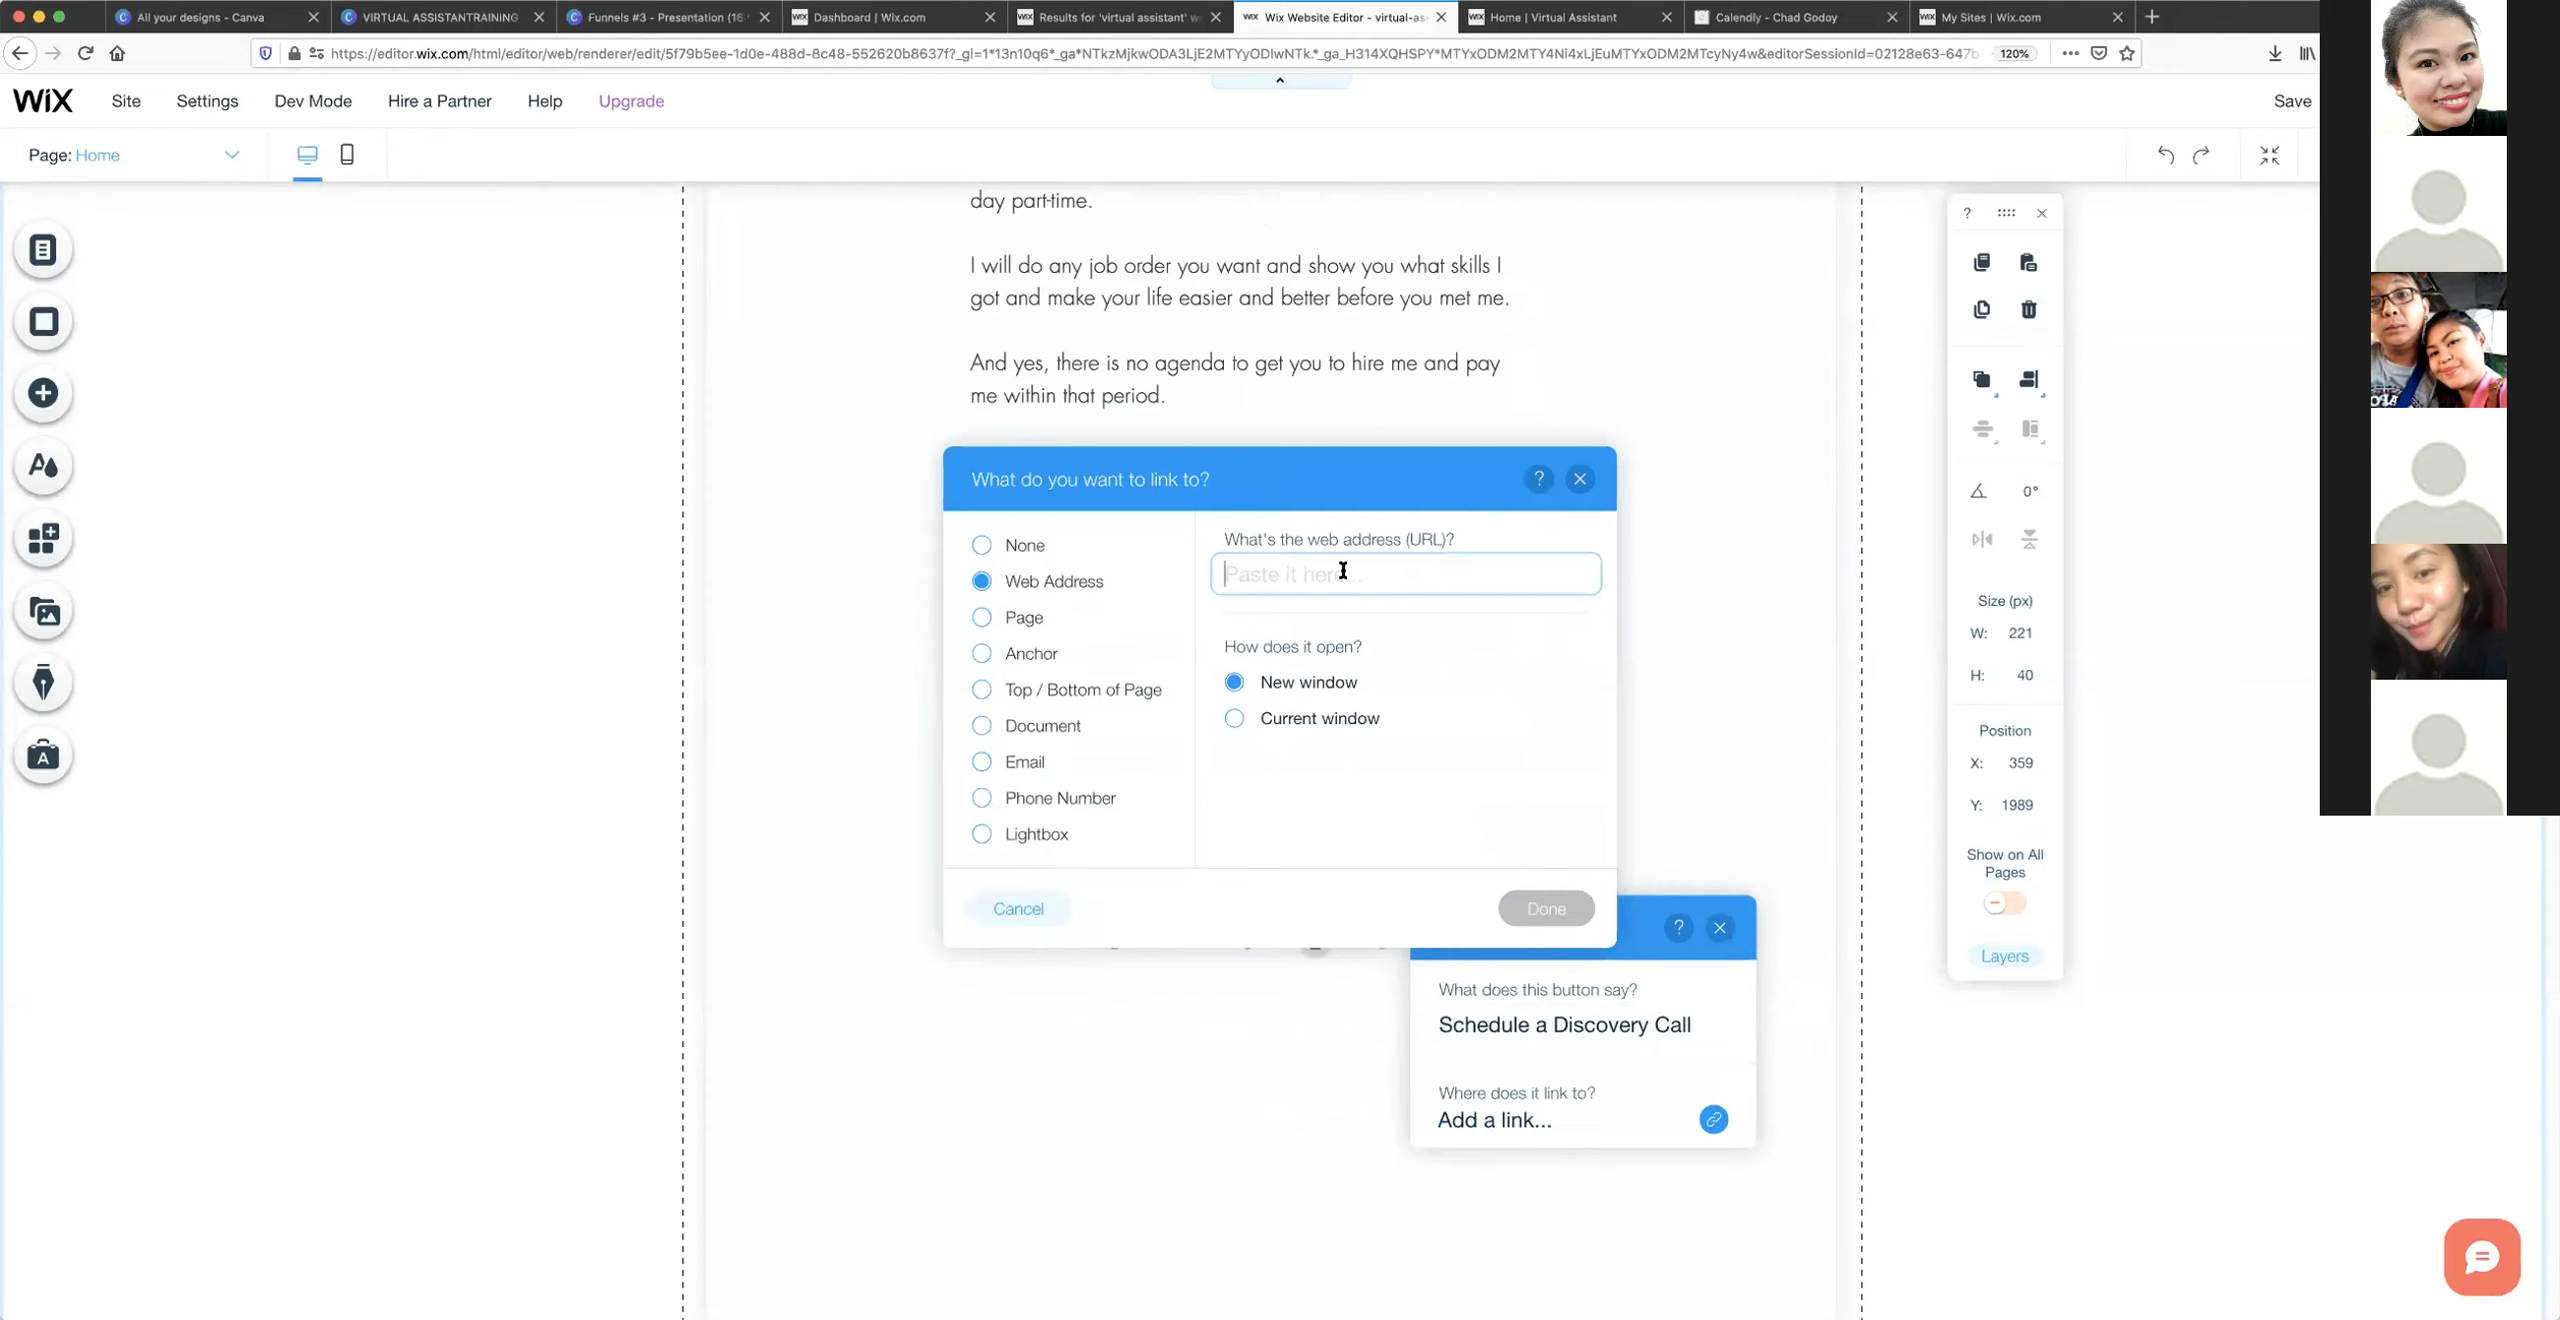 All your designs - Canva
VIRTUAL ASSISTANTRAINING
Funnels #3 - Presentation (16:
Dashboard | Wix.com
Results for 'virtual assistant' w
Wix Website Editor - virtual-as
Home | Virtual Assistant
Calendly - Chad Godoy
My Sites | Wix.com
120%
WiX
Site
Settings
Dev Mode
Hire a Partner
Help
Upgrade
Save
Page: Home
day part-time.
I will do any job order you want and show you what skills I
got and make your life easier and better before you met me.
And yes, there is no agenda to get you to hire me and pay
me within that period.
What do you want to link to?
?
None
Web Address
Page
Anchor
Top / Bottom of Page
Document
Email
Phone Number
Lightbox
What's the web address (URL)?
Paste it here...
How does it open?
New window
Current window
Cancel
Done
?
What does this button say?
Schedule a Discovery Call
Where does it link to?
Add a link...
?
0°
Size (px)
W: 221
H: 40
Position
X: 359
Y: 1989
Show on All
Pages
Layers